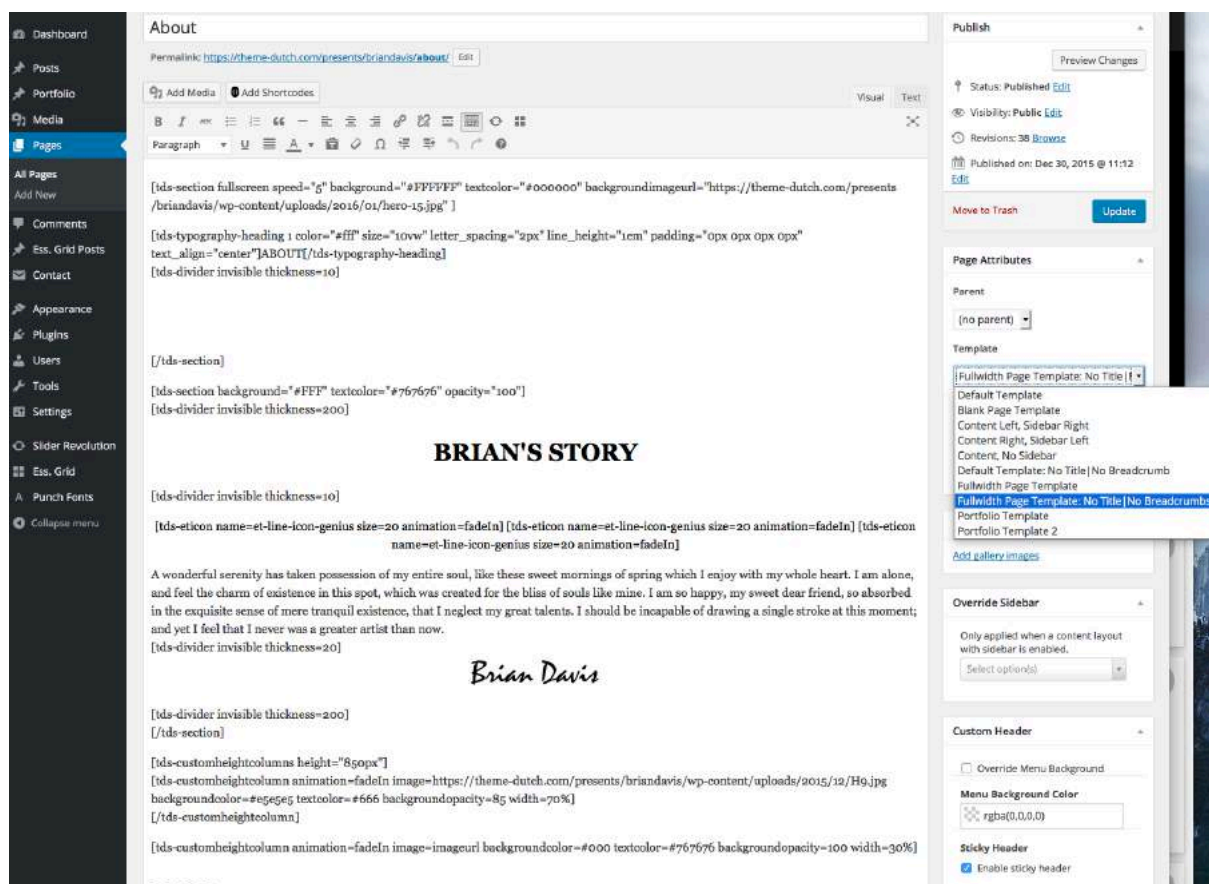 Dashboard
Posts
Portfolio
Media
Pages
All Pages
Add New
Comments
Ess. Grid Posts
Contact
Appearance
Plugins
Users
Tools
Settings
Slider Revolution
Ess. Grid
Punch Fonts
Collapse menu
About
Permalink: https://theme-dutch.com/presents/briandavis/about/ Edit
Add Media Add Shortcodes
Visual Text
Paragraph
[tds-section fullscreen speed="5" background="#FFFFFF" textcolor="#000000" backgroundimageurl="https://theme-dutch.com/presents
/briandavis/wp-content/uploads/2016/01/hero-15.jpg" ]
[tds-typography-heading 1 color="#fff" size="10vw" letter_spacing="2px" line_height="1em" padding="0px 0px 0px 0px"
text_align="center"]ABOUT[/tds-typography-heading]
[tds-divider invisible thickness=10]
[/tds-section]
[tds-section background="#FFF" textcolor="#767676" opacity="100"]
[tds-divider invisible thickness=200]
BRIAN'S STORY
[tds-divider invisible thickness=10]
[tds-eticon name=et-line-icon-genius size=20 animation=fadeIn] [tds-eticon name=et-line-icon-genius size=20 animation=fadeIn] [tds-eticon
name=et-line-icon-genius size=20 animation=fadeIn]
A wonderful serenity has taken possession of my entire soul, like these sweet mornings of spring which I enjoy with my whole heart. I am alone,
and feel the charm of existence in this spot, which was created for the bliss of souls like mine. I am so happy, my sweet dear friend, so absorbed
in the exquisite sense of mere tranquil existence, that I neglect my great talents. I should be incapable of drawing a single stroke at this moment;
and yet I feel that I never was a greater artist than now.
[tds-divider invisible thickness=20]
Brian Davis
[tds-divider invisible thickness=200]
[/tds-section]
[tds-customheightcolumns height="850px"]
[tds-customheightcolumn animation=fadeIn image=https://theme-dutch.com/presents/briandavis/wp-content/uploads/2015/12/H9.jpg
backgroundcolor=#e5e5e5 textcolor=#666 backgroundopacity=85 width=70%]
[/tds-customheightcolumn]
[tds-customheightcolumn animation=fadeIn image=imageurl backgroundcolor=#000 textcolor=#767676 backgroundopacity=100 width=30%]
Publish
Preview Changes
Status: Published Edit
Visibility: Public Edit
Revisions: 38 Browse
Published on: Dec 30, 2015 @ 11:12
Edit
Move to Trash Update
Page Attributes
Parent
(no parent)
Template
Fullwidth Page Template: No Title |
Default Template
Blank Page Template
Content Left, Sidebar Right
Content Right, Sidebar Left
Content, No Sidebar
Default Template: No Title|No Breadcrumb
Fullwidth Page Template
Fullwidth Page Template: No Title|No Breadcrumbs
Portfolio Template
Portfolio Template 2
Add gallery images
Override Sidebar
Only applied when a content layout
with sidebar is enabled.
Select option(s)
Custom Header
Override Menu Background
Menu Background Color
rgba(0,0,0,0)
Sticky Header
Enable sticky header